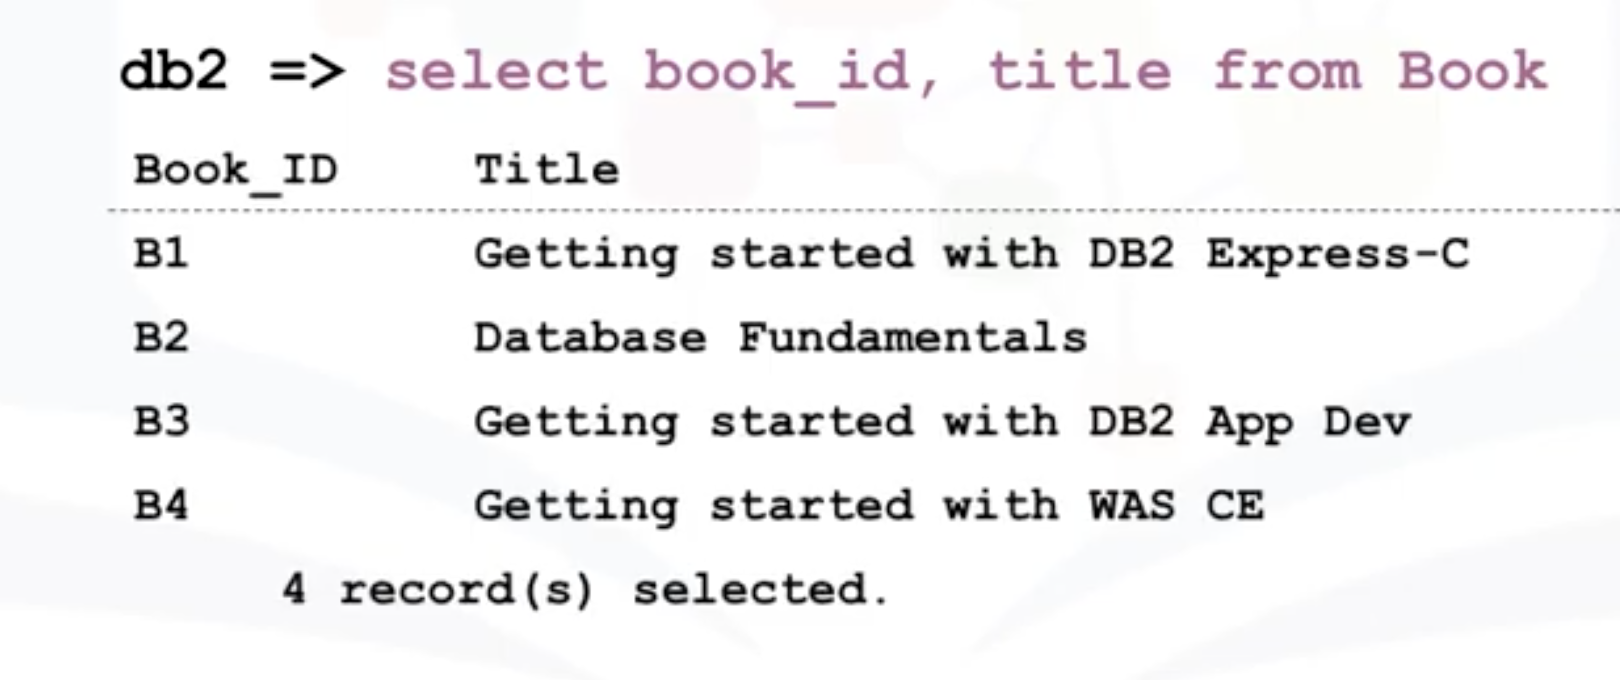 db2 => select book_id, title from Book
Book_ID Title
B1 Getting started with DB2 Express-C
B2 Database Fundamentals
B3 Getting started with DB2 App Dev
B4 Getting started with WAS CE
4 record(s) selected.